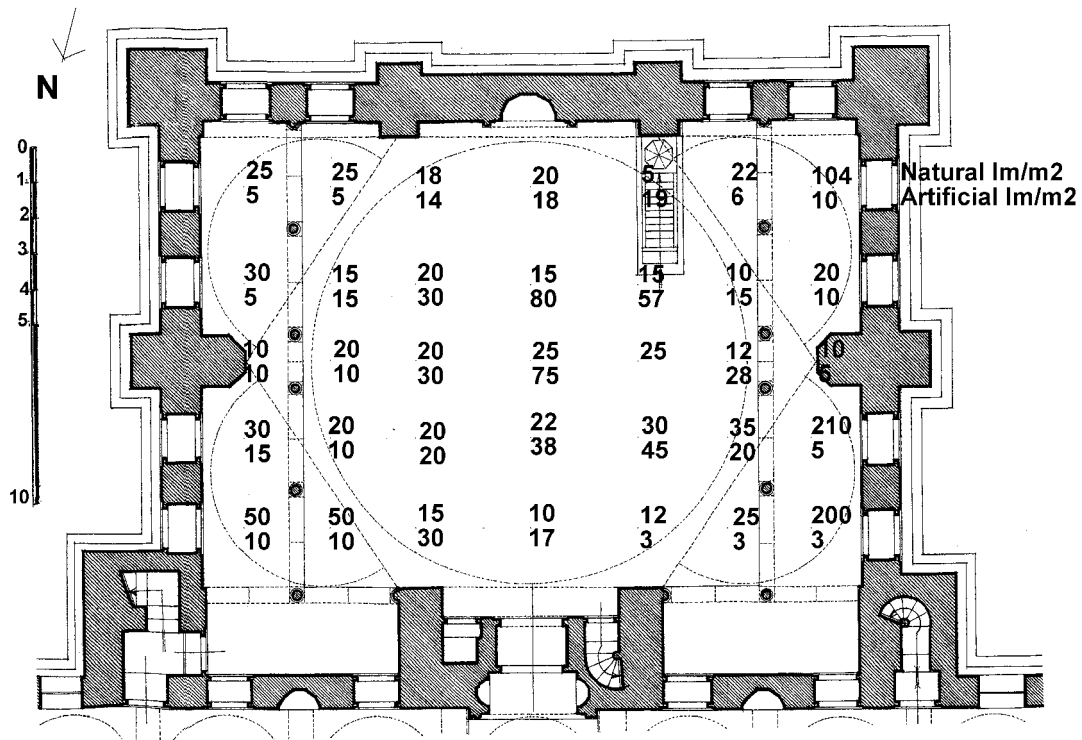 N
0
1
2
3
4
5
10
25 25 18 20 5 22 104 Natural lm/m2
5 5 14 18 19 6 10 Artificial lm/m2
30 15 20 15 15 10 20
5 15 30 80 57 15 10
10 20 20 25 25 12 10
10 10 30 75 28 5
30 20 20 22 30 35 210
15 10 20 38 45 20 5
50 50 15 10 12 25 200
10 10 30 17 3 3 3